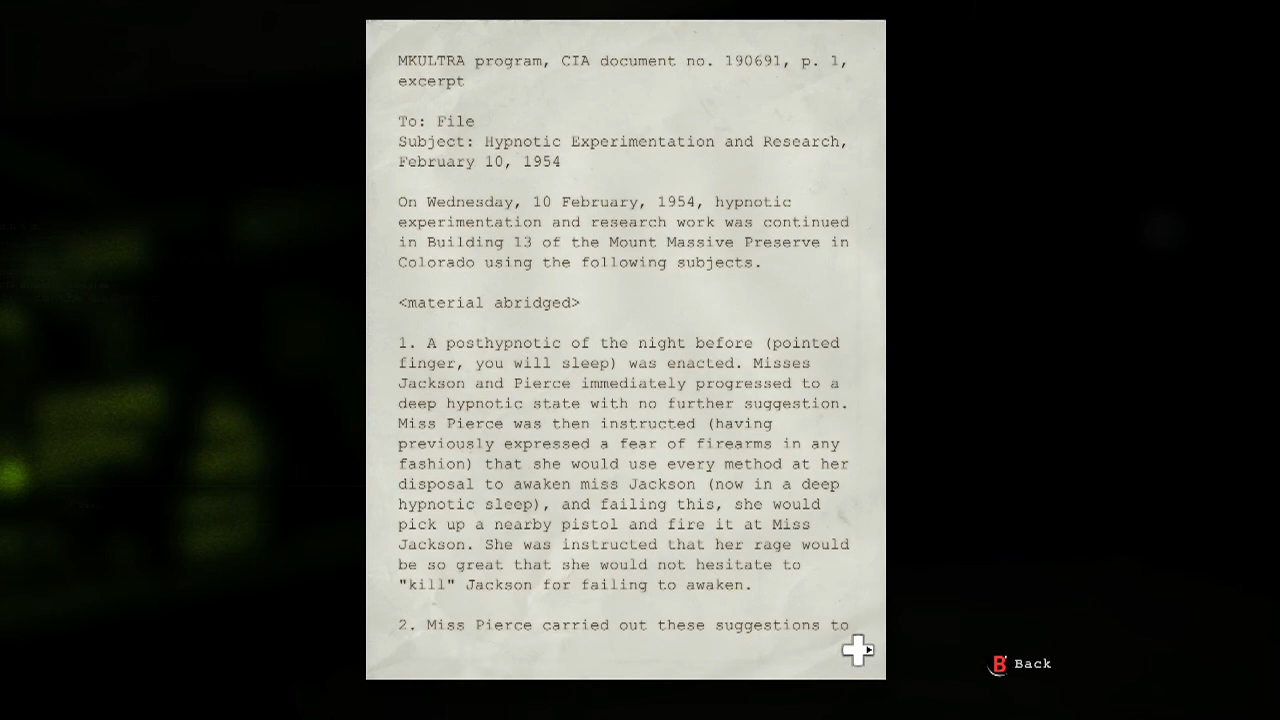 MKULTRA program, CIA document no. 190691, p. 1,
excerpt
To: File
Subject: Hypnotic Experimentation and Research,
February 10, 1954
On Wednesday, 10 February, 1954, hypnotic
experimentation and research work was continued
in Building 13 of the Mount Massive Preserve in
Colorado using the following subjects.
<material abridged>
1. A posthypnotic of the night before (pointed
finger, you will sleep) was enacted. Misses
Jackson and Pierce immediately progressed to a
deep hypnotic state with no further suggestion.
Miss Pierce was then instructed (having
previously expressed a fear of firearms in any
fashion) that she would use every method at her
disposal to awaken miss Jackson (now in a deep
hypnotic sleep), and failing this, she would
pick up a nearby pistol and fire it at Miss
Jackson. She was instructed that her rage would
be so great that she would not hesitate to
"kill" Jackson for failing to awaken.
2. Miss Pierce carried out these suggestions to
B Back